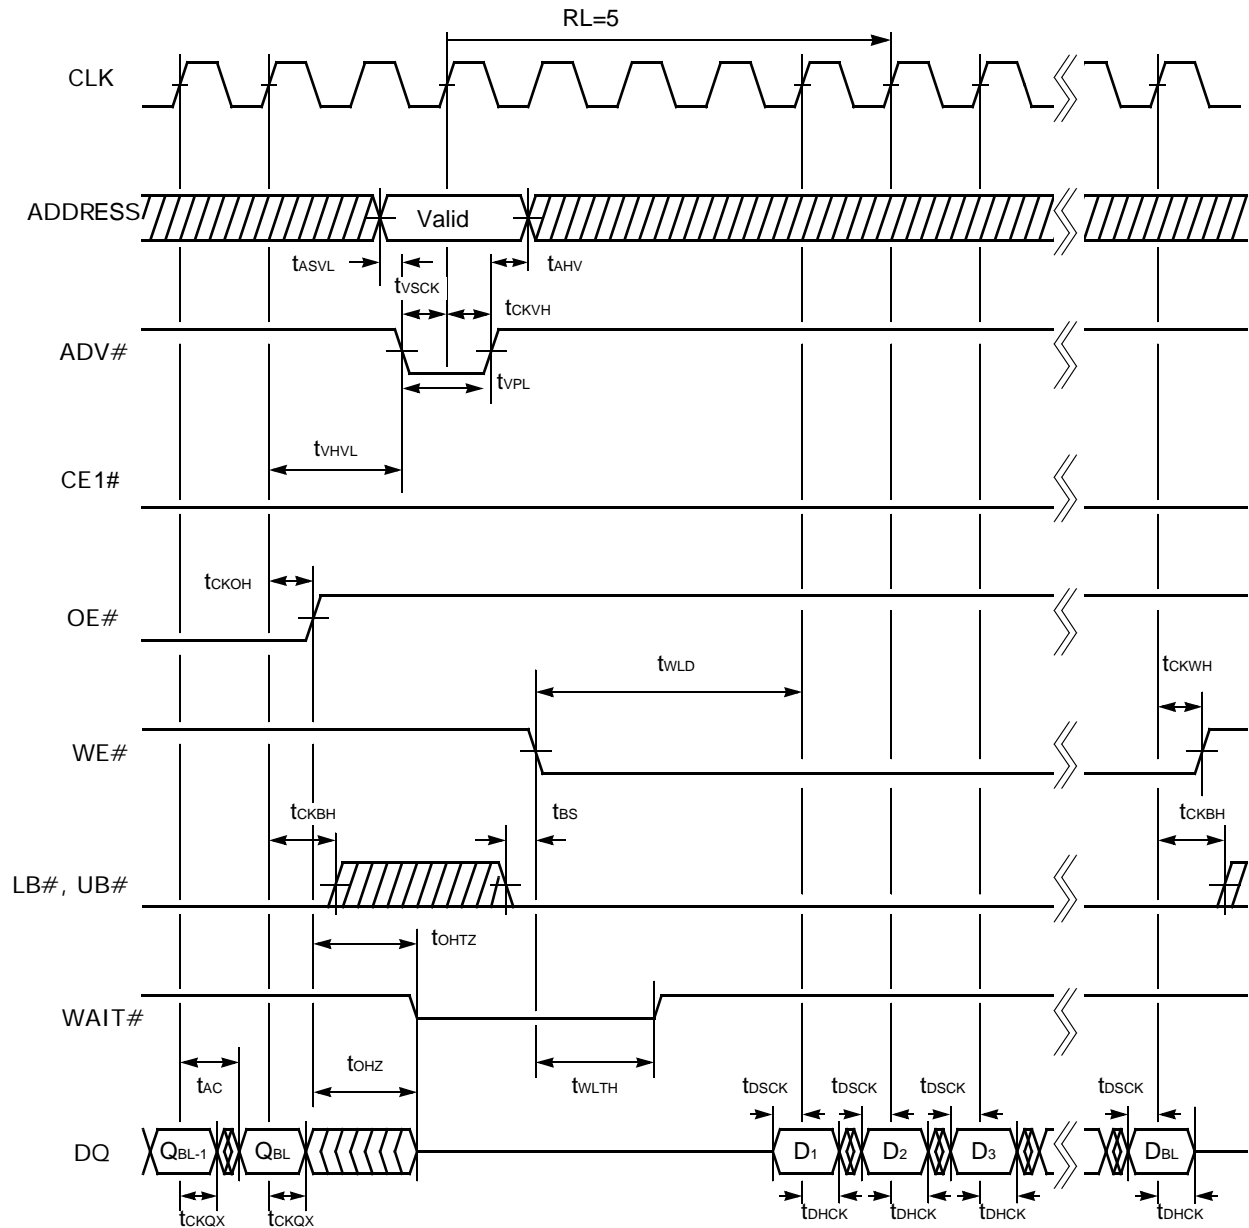 RL=5
CLK
ADDRESS
Valid
tASVL
tAHV
tVSCK
tCKVH
ADV#
tVPL
tVHVL
CE1#
tCKOH
OE#
tWLD
tCKWH
WE#
tCKBH
tBS
tCKBH
LB#, UB#
tOHTZ
WAIT#
tOHZ
tAC
tWLTH
tDSCK
tDSCK
tDSCK
tDSCK
DQ
QBL-1
QBL
D1
D2
D3
DBL
tCKQX
tCKQX
tDHCK
tDHCK
tDHCK
tDHCK